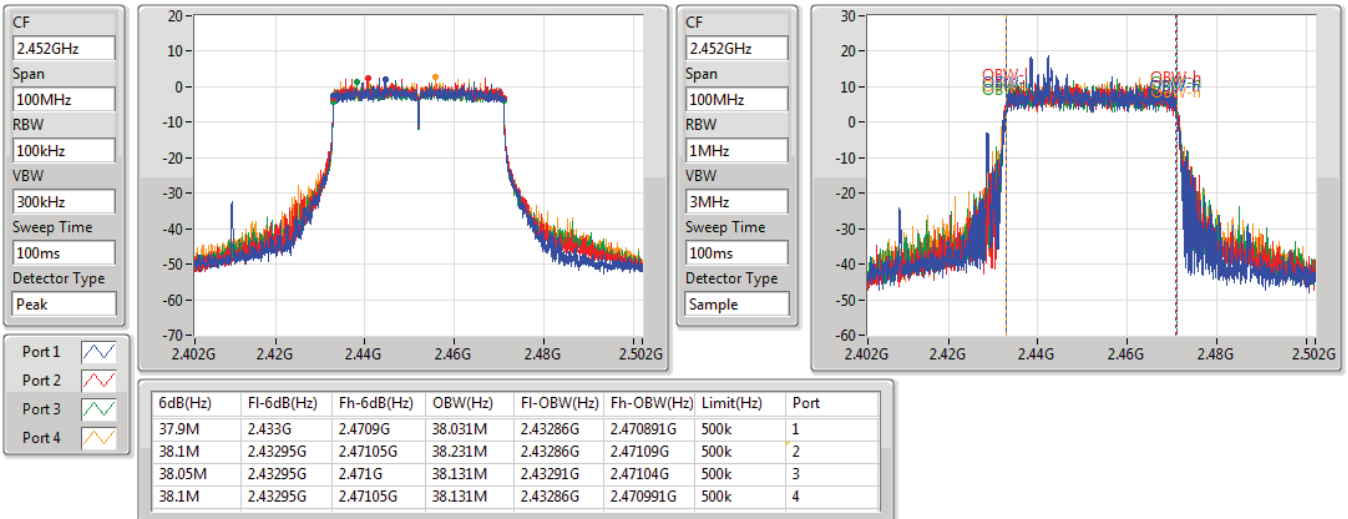 CF
2.452GHz
Span
100MHz
RBW
100kHz
VBW
300kHz
Sweep Time
100ms
Detector Type
Peak
Port 1
Port 2
Port 3
Port 4
20
10
0
-10
-20
-30
-40
-50
-60
-70
2.402G 2.42G 2.44G 2.46G 2.48G 2.502G
CF
2.452GHz
Span
100MHz
RBW
1MHz
VBW
3MHz
Sweep Time
100ms
Detector Type
Sample
30
20
10
0
-10
-20
-30
-40
-50
-60
OBW-l
OBW-h
OBW-h
2.402G 2.42G 2.44G 2.46G 2.48G 2.502G
6dB(Hz) Fl-6dB(Hz) Fh-6dB(Hz) OBW(Hz) Fl-OBW(Hz) Fh-OBW(Hz) Limit(Hz) Port
37.9M 2.433G 2.4709G 38.031M 2.43286G 2.470891G 500k 1
38.1M 2.43295G 2.47105G 38.231M 2.43286G 2.47109G 500k 2
38.05M 2.43295G 2.471G 38.131M 2.43291G 2.47104G 500k 3
38.1M 2.43295G 2.47105G 38.131M 2.43286G 2.470991G 500k 4